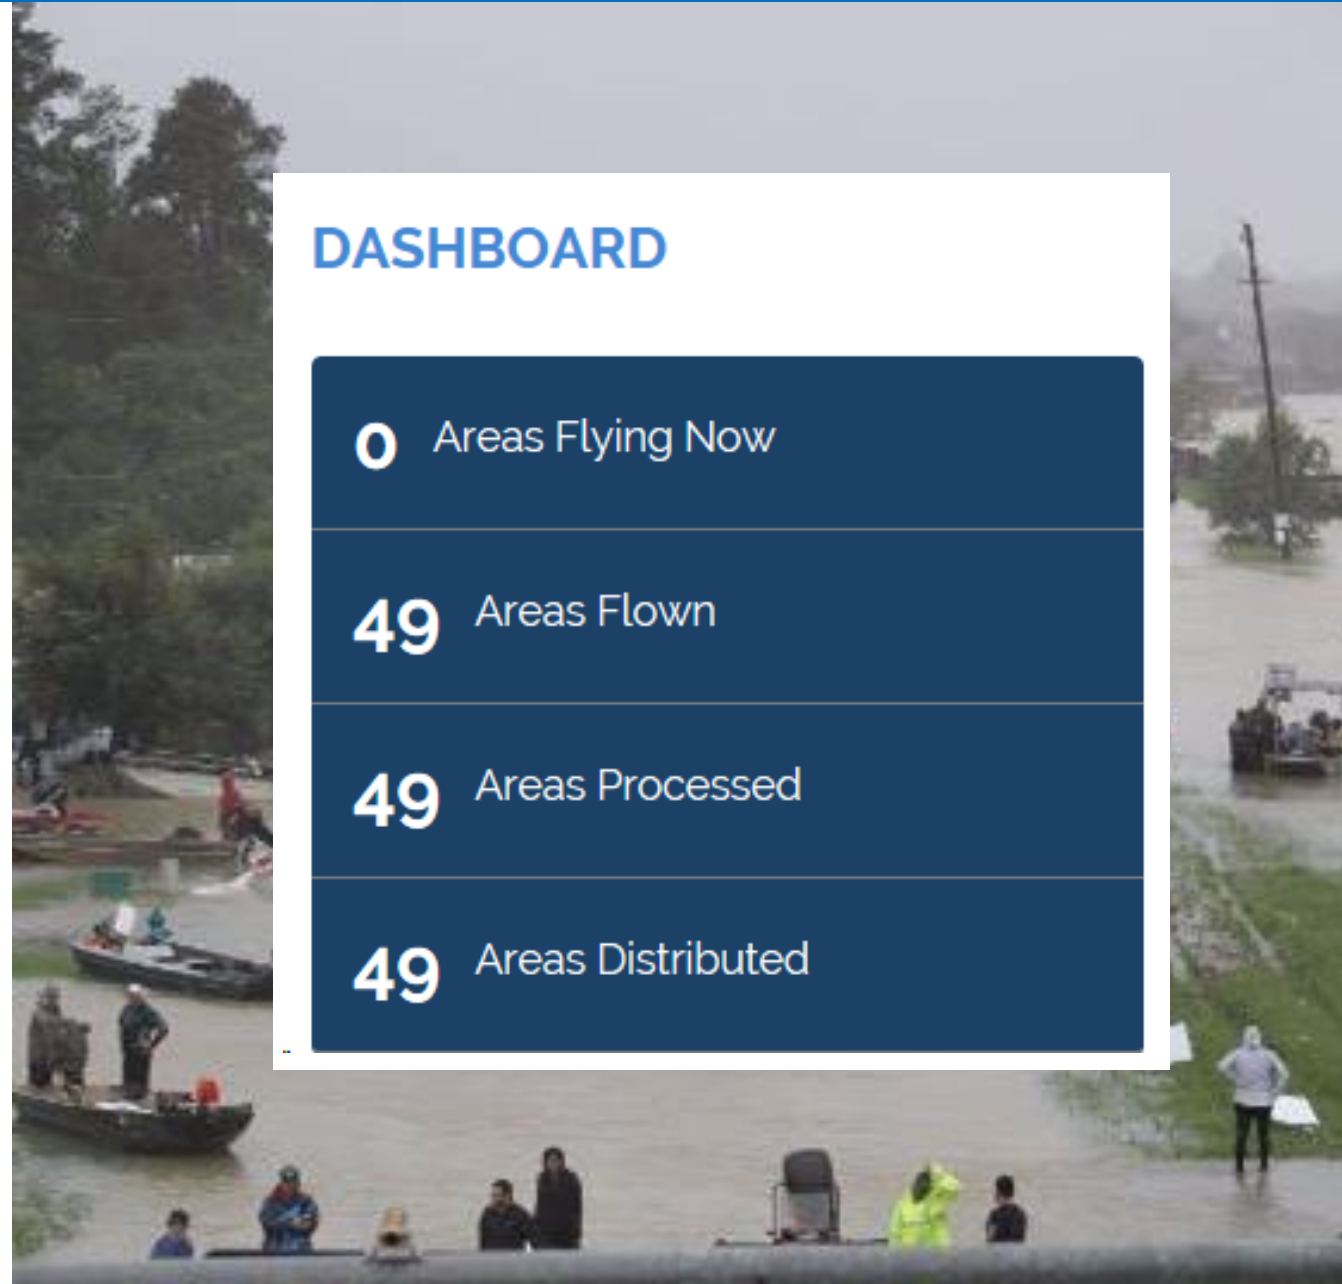 DASHBOARD
0 Areas Flying Now
49 Areas Flown
49 Areas Processed
49 Areas Distributed